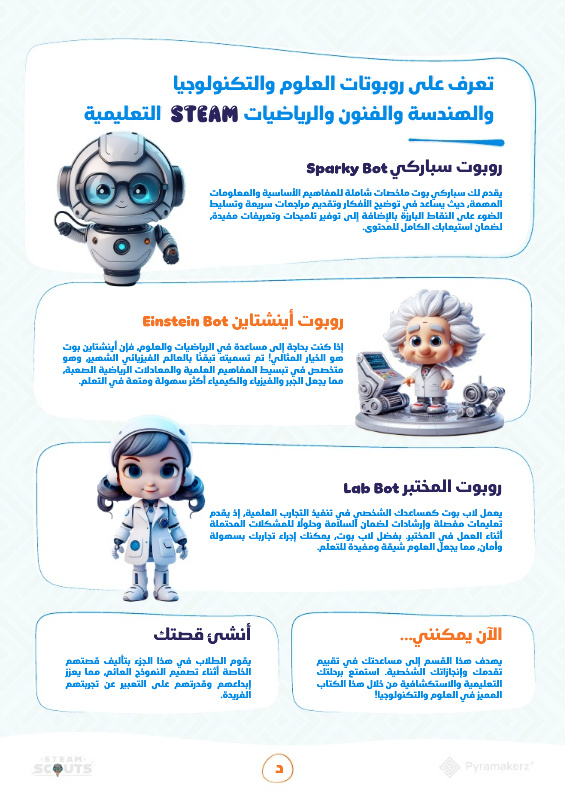 تعرف على روبوتات العلوم والتكنولوجيا
والهندسة والفنون والرياضيات STEAM التعليمية
روبوت سباركي Sparky Bot
يقدم لك سباركي بوت ملخصات شاملة للمفاهيم الأساسية والمعلومات
المهمة، حيث يساعد في توضيح الأفكار وتقديم مراجعات سريعة وتسليط
الضوء على النقاط البارزة بالإضافة إلى توفير تلميحات وتعريفات مفيدة،
لضمان استيعابك الكامل للمحتوى.
روبوت أينشتاين Einstein Bot
إذا كنت بحاجة إلى مساعدة في الرياضيات والعلوم، فإن أينشتاين بوت
هو الخيار المثالي! تم تسميته تيمّنًا بالعالم الفيزيائي الشهير، وهو
متخصص في تبسيط المفاهيم العلمية والمعادلات الرياضية الصعبة،
مما يجعل الجبر والفيزياء والكيمياء أكثر سهولة ومتعة في التعلم.
روبوت المختبر Lab Bot
يعمل لاب بوت كمساعدك الشخصي في تنفيذ التجارب العلمية، إذ يقدم
تعليمات مفصلة وإرشادات لضمان السلامة وحلولًا للمشكلات المحتملة
أثناء العمل في المختبر. بفضل لاب بوت، يمكنك إجراء تجاربك بسهولة
وأمان، مما يجعل العلوم شيقة ومفيدة للتعلم.
الآن يمكنني...
يهدف هذا القسم إلى مساعدتك في تقييم
تقدمك وإنجازاتك الشخصية. استمتع برحلتك
التعليمية والاستكشافية من خلال هذا الكتاب
المميز في العلوم والتكنولوجيا!
أنشئ قصتك
يقوم الطلاب في هذا الجزء بتأليف قصتهم
الخاصة أثناء تصميم النموذج العائم، مما يعزز
إبداعهم وقدرتهم على التعبير عن تجربتهم
الفريدة.
Pyramakerz
د
STEAM
SCOUTS